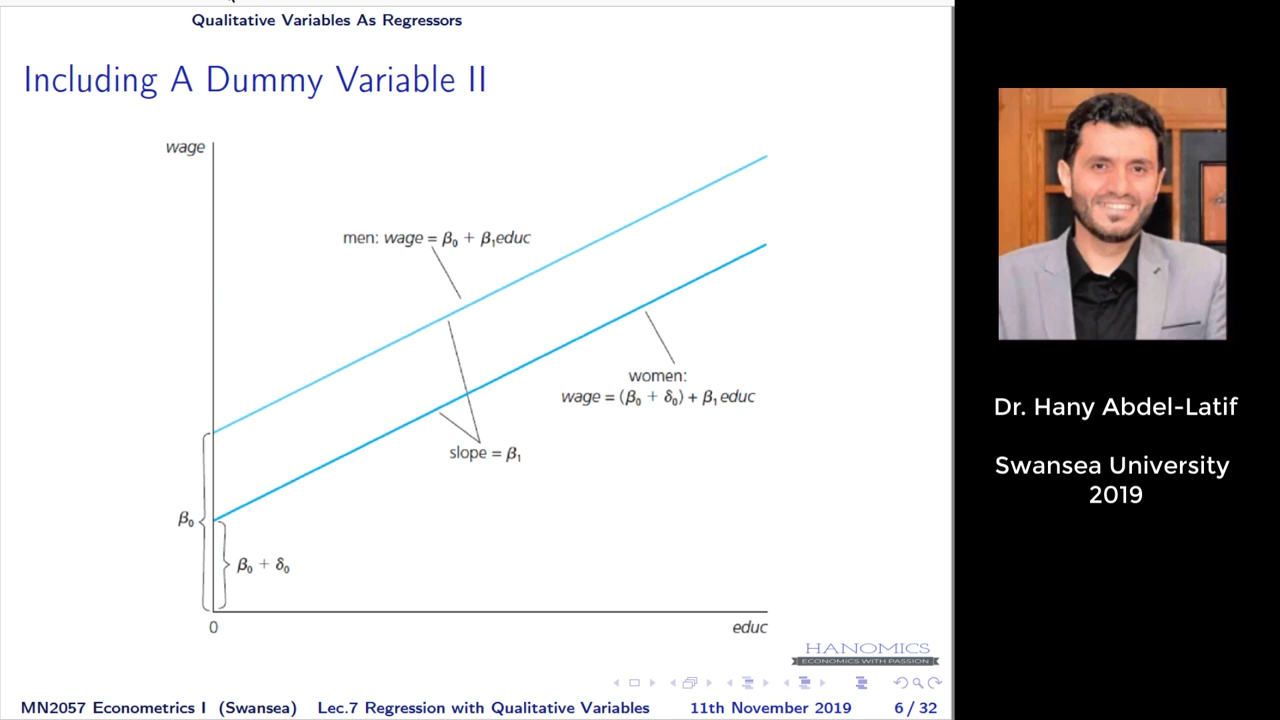 Qualitative Variables As Regressors
Including A Dummy Variable II
wage
men: wage = β₀ + β₁educ
women:
wage = (β₀ + δ₀) + β₁ educ
slope = β₁
β₀
β₀ + δ₀
0
educ
HANOMICS
ECONOMICS WITH PASSION
MN2057 Econometrics I (Swansea) Lec.7 Regression with Qualitative Variables 11th November 2019 6 / 32
Dr. Hany Abdel-Latif
Swansea University
2019